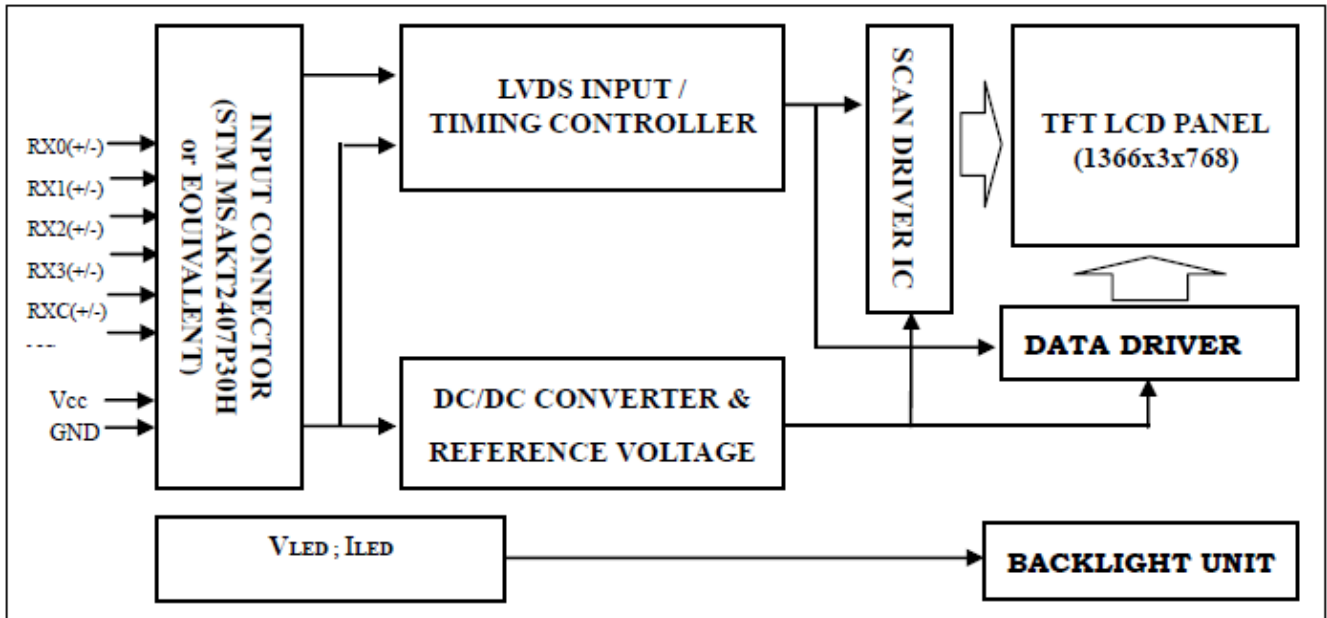 RX0(+/-)
RX1(+/-)
RX2(+/-)
RX3(+/-)
RXC(+/-)
Vcc
GND
INPUT CONNECTOR
(STM MSAKT2407P30H
or EQUIVALENT)
LVDS INPUT /
TIMING CONTROLLER
DC/DC CONVERTER &
REFERENCE VOLTAGE
SCAN DRIVER IC
TFT LCD PANEL
(1366x3x768)
DATA DRIVER
VLED ; ILED
BACKLIGHT UNIT